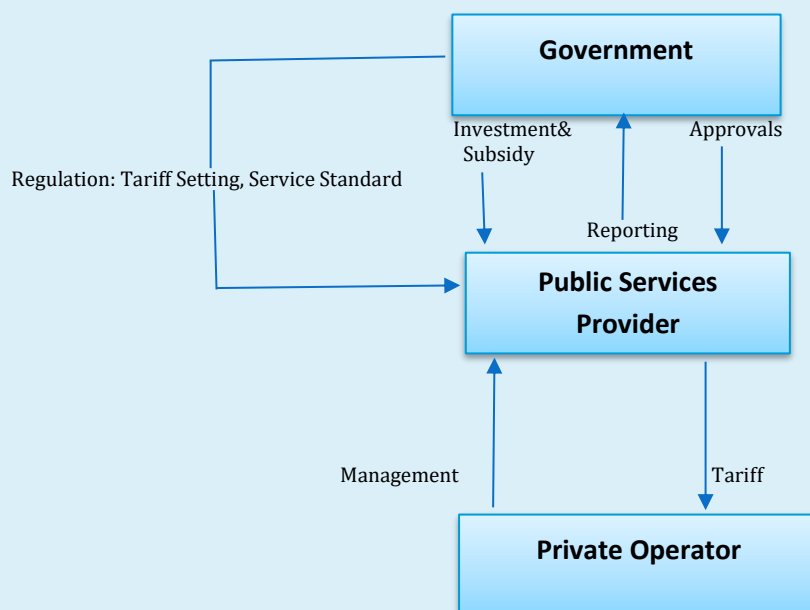 Government
Investment&
Subsidy
Approvals
Regulation: Tariff Setting, Service Standard
Reporting
Public Services
Provider
Management
Tariff
Private Operator